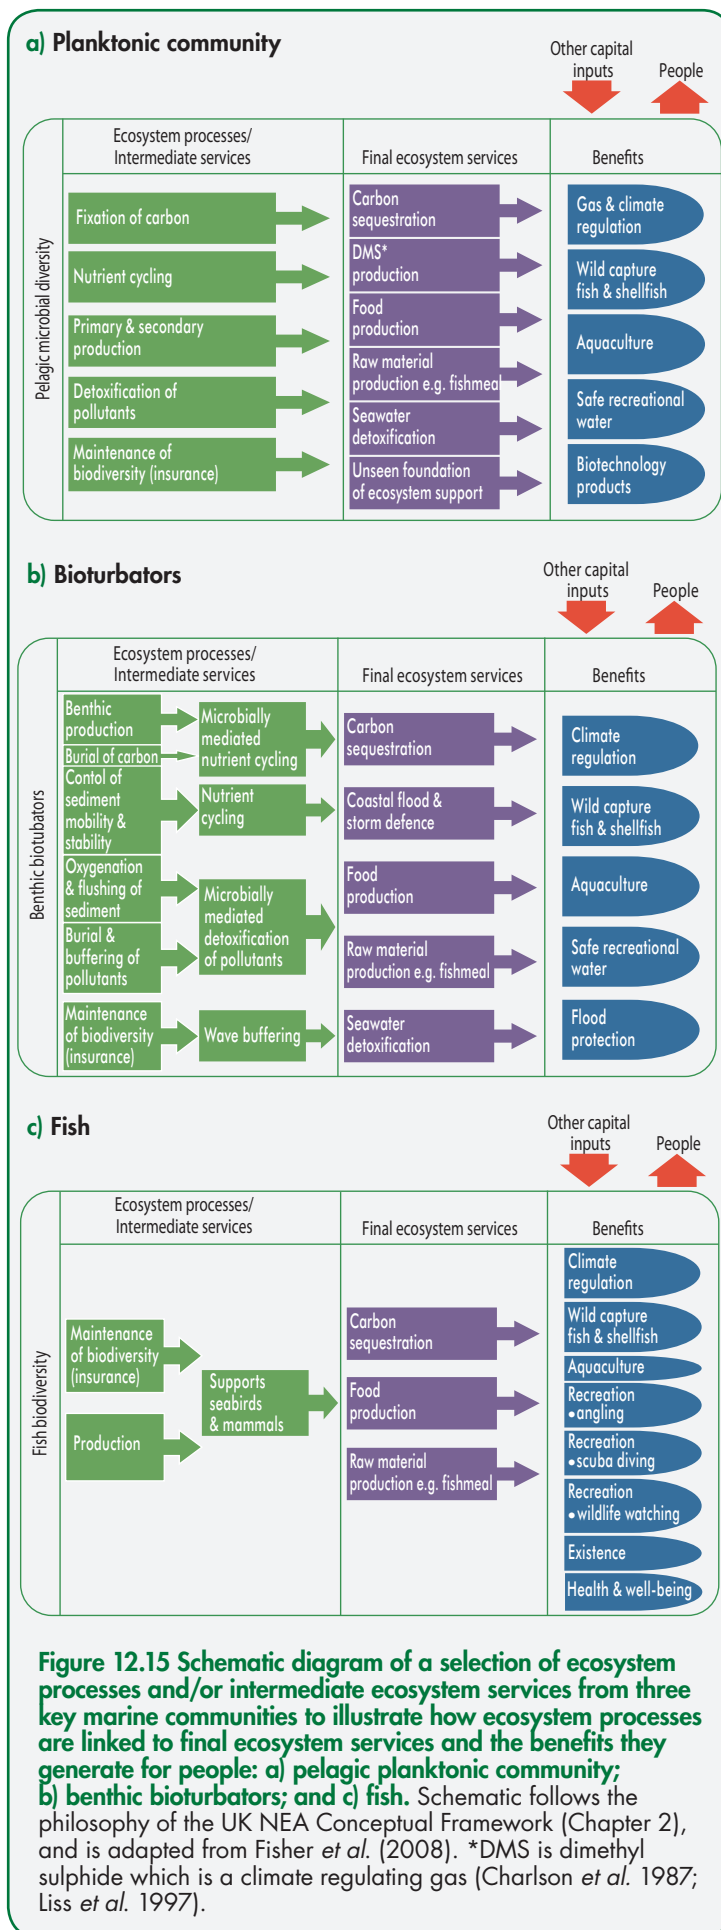 a) Planktonic community
Other capital
inputs
People
Ecosystem processes/
Intermediate services
Final ecosystem services
Benefits
Pelagic microbial diversity
Fixation of carbon
Nutrient cycling
Primary & secondary
production
Detoxification of
pollutants
Maintenance of
biodiversity (insurance)
Carbon
sequestration
DMS*
production
Food
production
Raw material
production e.g. fishmeal
Seawater
detoxification
Unseen foundation
of ecosystem support
Gas & climate
regulation
Wild capture
fish & shellfish
Aquaculture
Safe recreational
water
Biotechnology
products
b) Bioturbators
Other capital
inputs
People
Ecosystem processes/
Intermediate services
Final ecosystem services
Benefits
Benthic biotubators
Benthic
production
Burial of carbon
Contol of
sediment
mobility &
stability
Oxygenation
& flushing of
sediment
Burial &
buffering of
pollutants
Maintenance
of biodiversity
(insurance)
Microbially
mediated
nutrient cycling
Nutrient
cycling
Microbially
mediated
detoxification
of pollutants
Wave buffering
Carbon
sequestration
Coastal flood &
storm defence
Food
production
Raw material
production e.g. fishmeal
Seawater
detoxification
Climate
regulation
Wild capture
fish & shellfish
Aquaculture
Safe recreational
water
Flood
protection
c) Fish
Other capital
inputs
People
Ecosystem processes/
Intermediate services
Final ecosystem services
Benefits
Fish biodiversity
Maintenance
of biodiversity
(insurance)
Production
Supports
seabirds
& mammals
Carbon
sequestration
Food
production
Raw material
production e.g. fishmeal
Climate
regulation
Wild capture
fish & shellfish
Aquaculture
Recreation
•angling
Recreation
•scuba diving
Recreation
•wildlife watching
Existence
Health & well-being
Figure 12.15 Schematic diagram of a selection of ecosystem
processes and/or intermediate ecosystem services from three
key marine communities to illustrate how ecosystem processes
are linked to final ecosystem services and the benefits they
generate for people: a) pelagic planktonic community;
b) benthic bioturbators; and c) fish. Schematic follows the
philosophy of the UK NEA Conceptual Framework (Chapter 2),
and is adapted from Fisher et al. (2008). *DMS is dimethyl
sulphide which is a climate regulating gas (Charlson et al. 1987;
Liss et al. 1997).